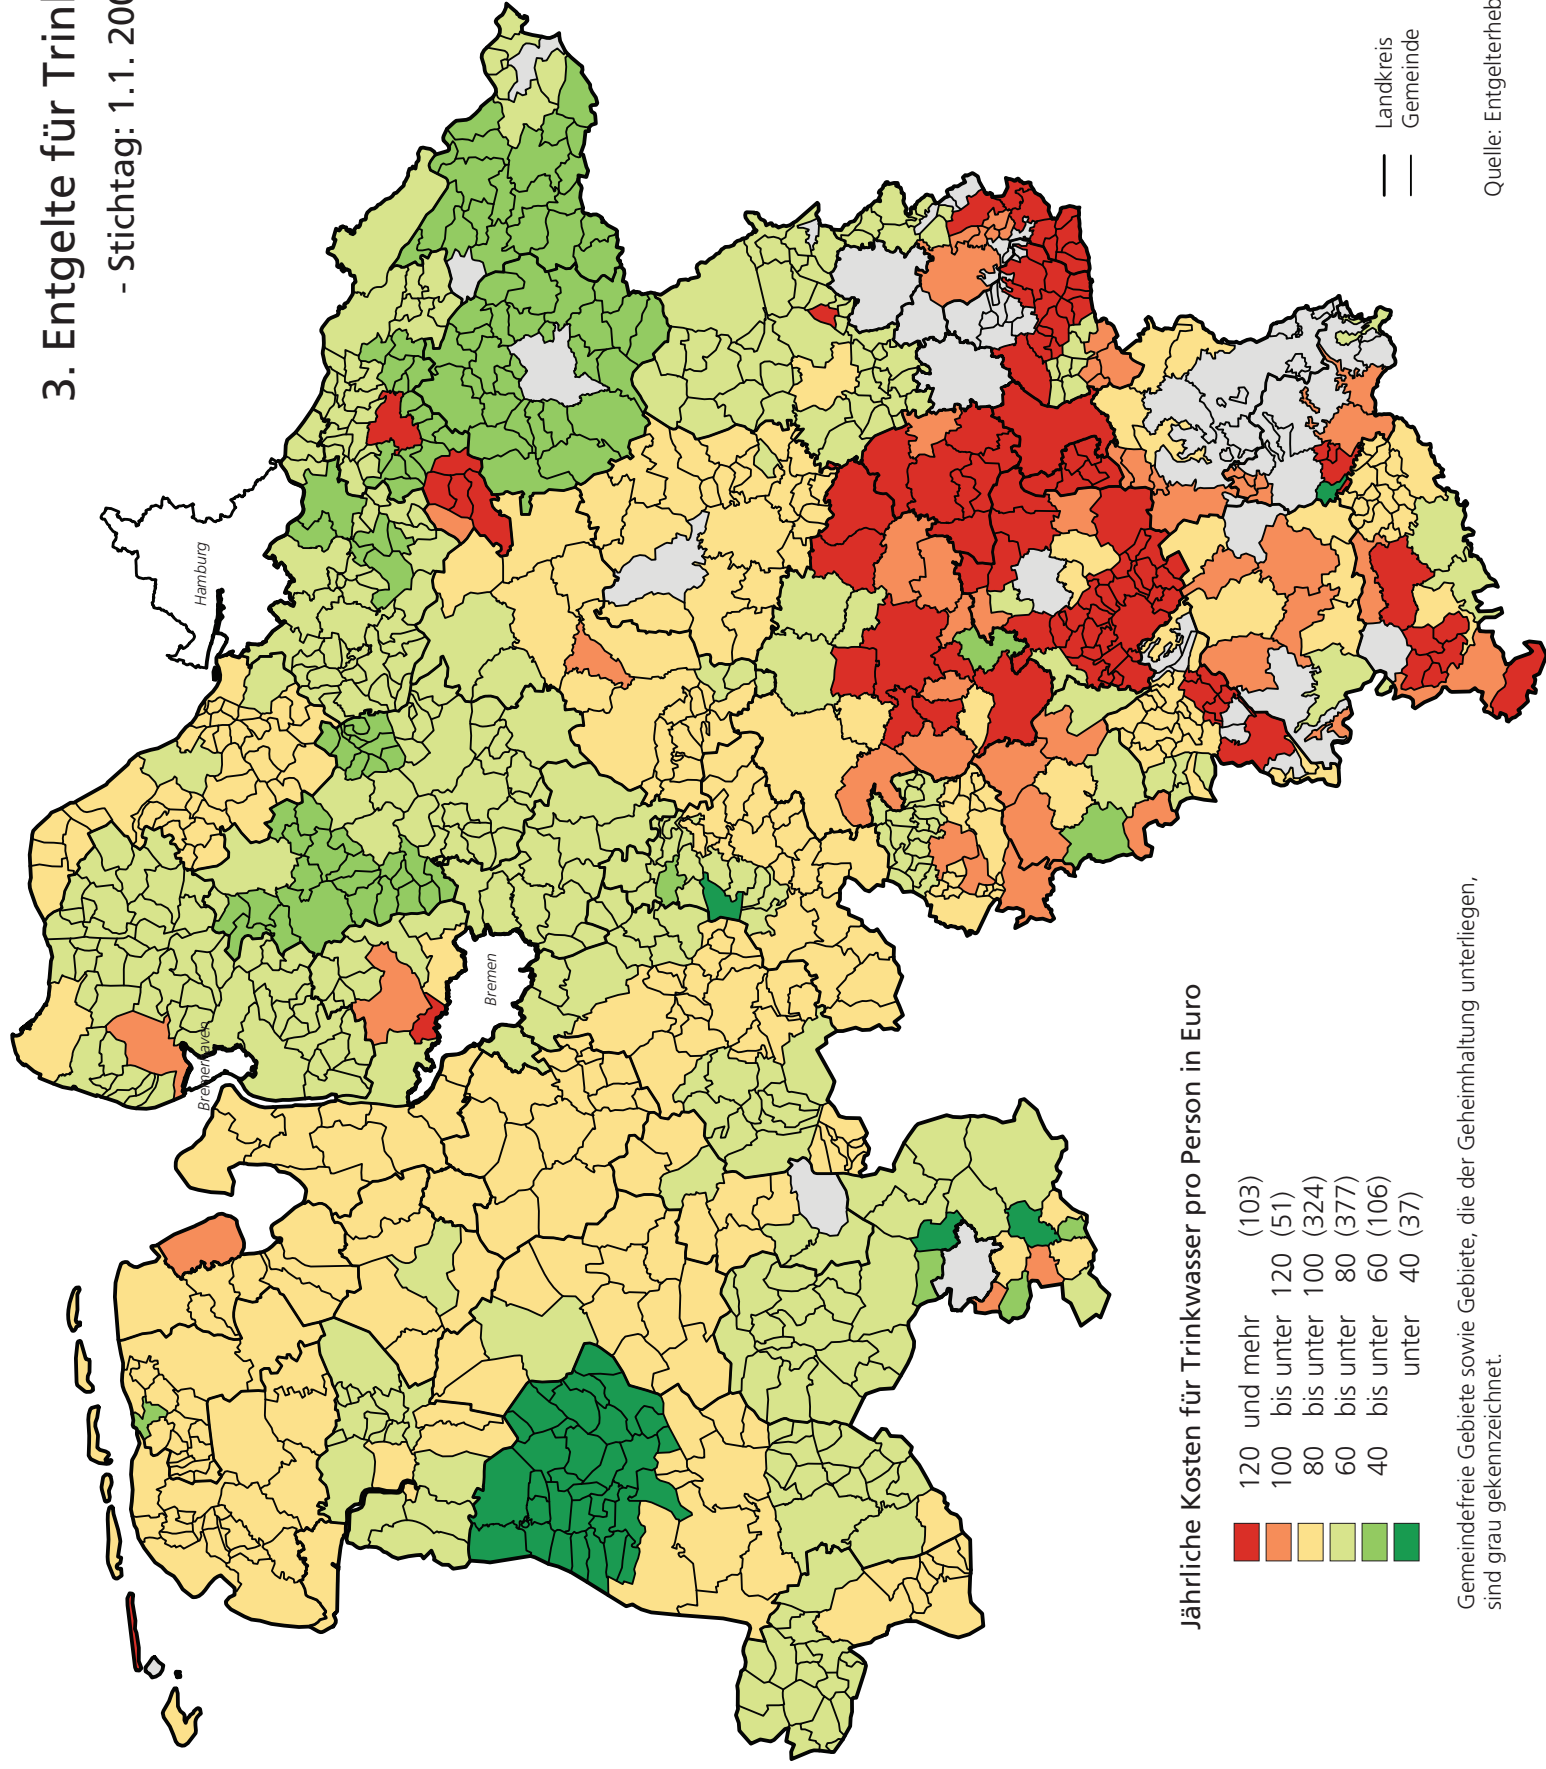 3. Entgelte für
- Stichtag: 1.1.
Hamburg
Bremerhaven
Bremen
Jährliche Kosten für Trinkwasser pro Person in Euro
120 und mehr (103)
100 bis unter 120 (51)
80 bis unter 100 (324)
60 bis unter 80 (377)
40 bis unter 60 (106)
unter 40 (37)
Landkreis
Gemeinde
Gemeindefreie Gebiete sowie Gebiete, die der Geheimhaltung unterliegen,
sind grau gekennzeichnet.
Quelle: